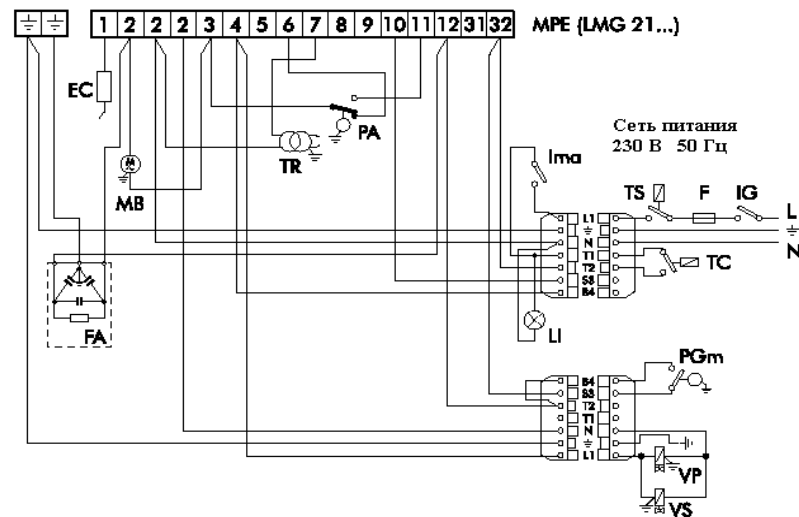 1 2 2 2 3 4 5 6 7 8 9 10 11 12 31 32 MPE (LMG 21...)
EC
PA
TR
MB
M
Ima
Сеть питания
230 В 50 Гц
TS F IG
L
N
L1
N
T1
T2
S3
B4
TC
LI
FA
PGm
B4
S3
T2
T1
N
L1
VP
VS